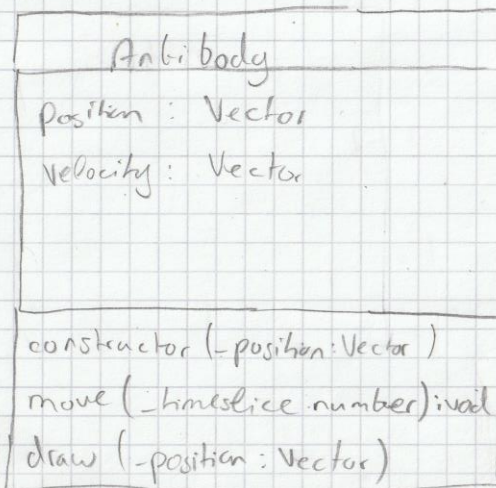 Antibody
position : Vector
velocity : Vector
constructor (_position : Vector)
move (_timeslice number) : void
draw (_position : Vector)